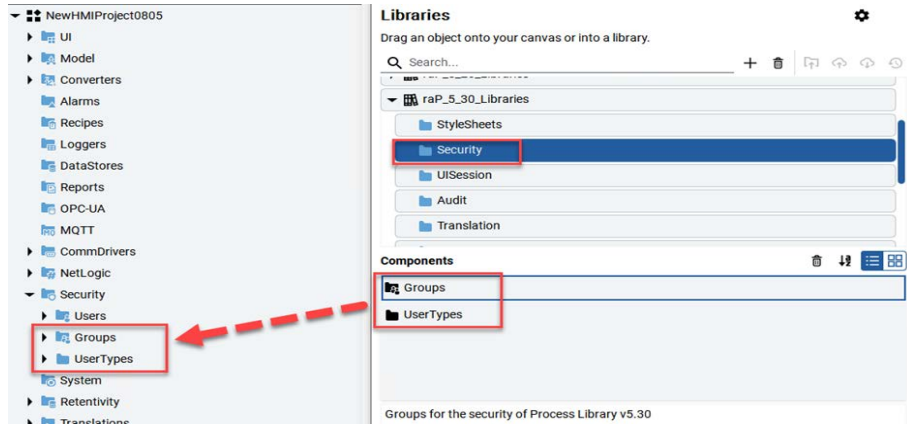 NewHMIProject0805
UI
Model
Converters
Alarms
Recipes
Loggers
DataStores
Reports
OPC-UA
MQTT
CommDrivers
NetLogic
Security
Users
Groups
UserTypes
System
Retentivity
Translations
Libraries
Drag an object onto your canvas or into a library.
Search...
raP_5_30_Libraries
StyleSheets
Security
UISession
Audit
Translation
Components
Groups
UserTypes
Groups for the security of Process Library v5.30